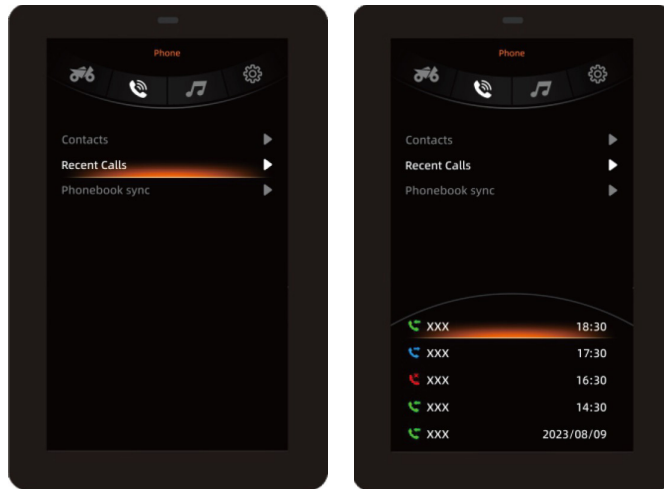 Phone
Contacts
Recent Calls
Phonebook sync
Phone
Contacts
Recent Calls
Phonebook sync
XXX 18:30
XXX 17:30
XXX 16:30
XXX 14:30
XXX 2023/08/09